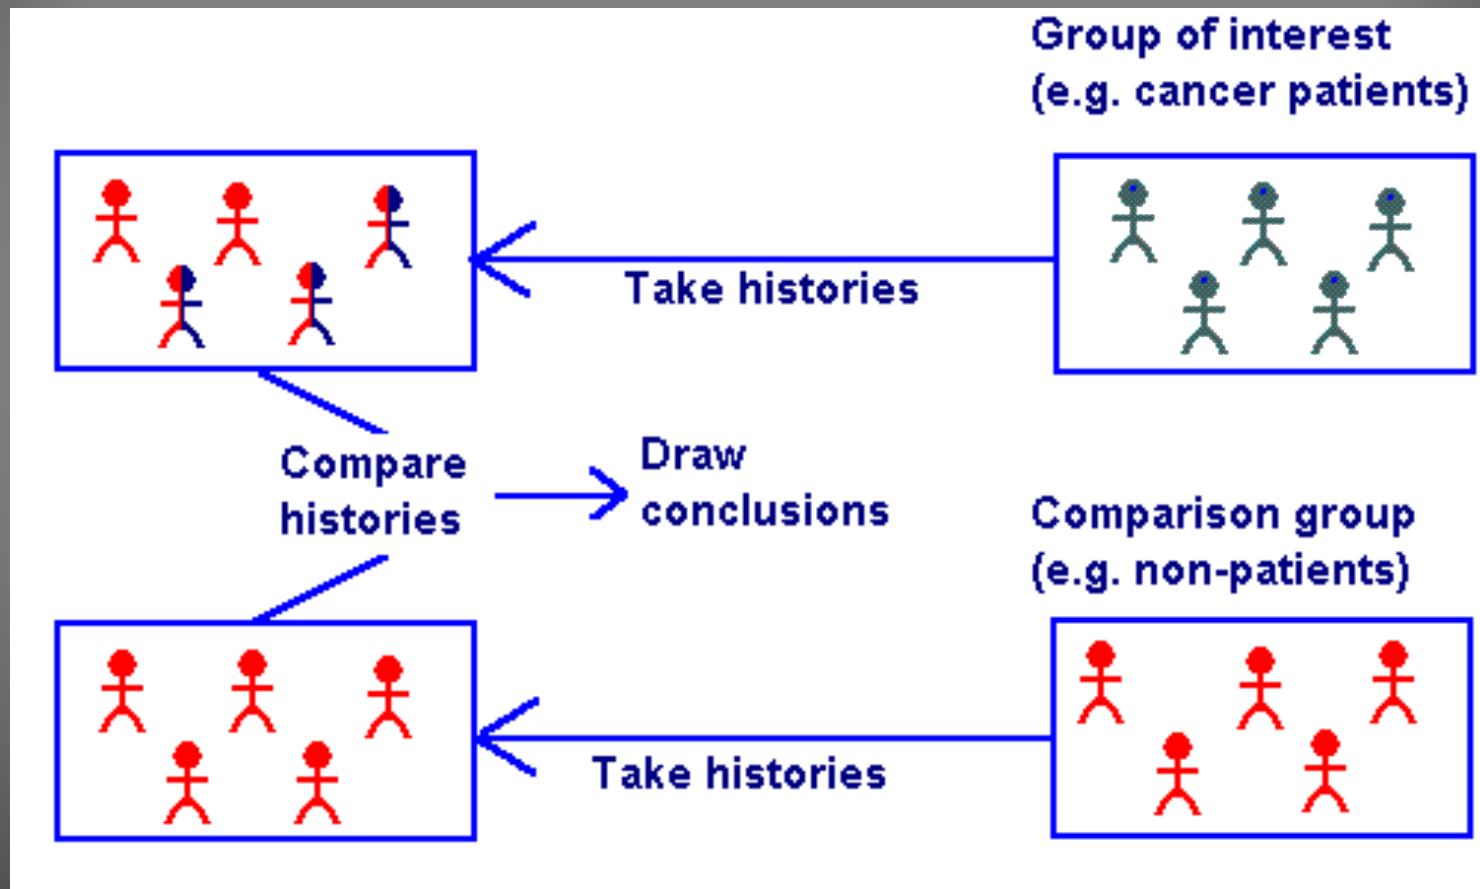 Group of interest
(e.g. cancer patients)
Take histories
Compare
histories
Draw
conclusions
Comparison group
(e.g. non-patients)
Take histories